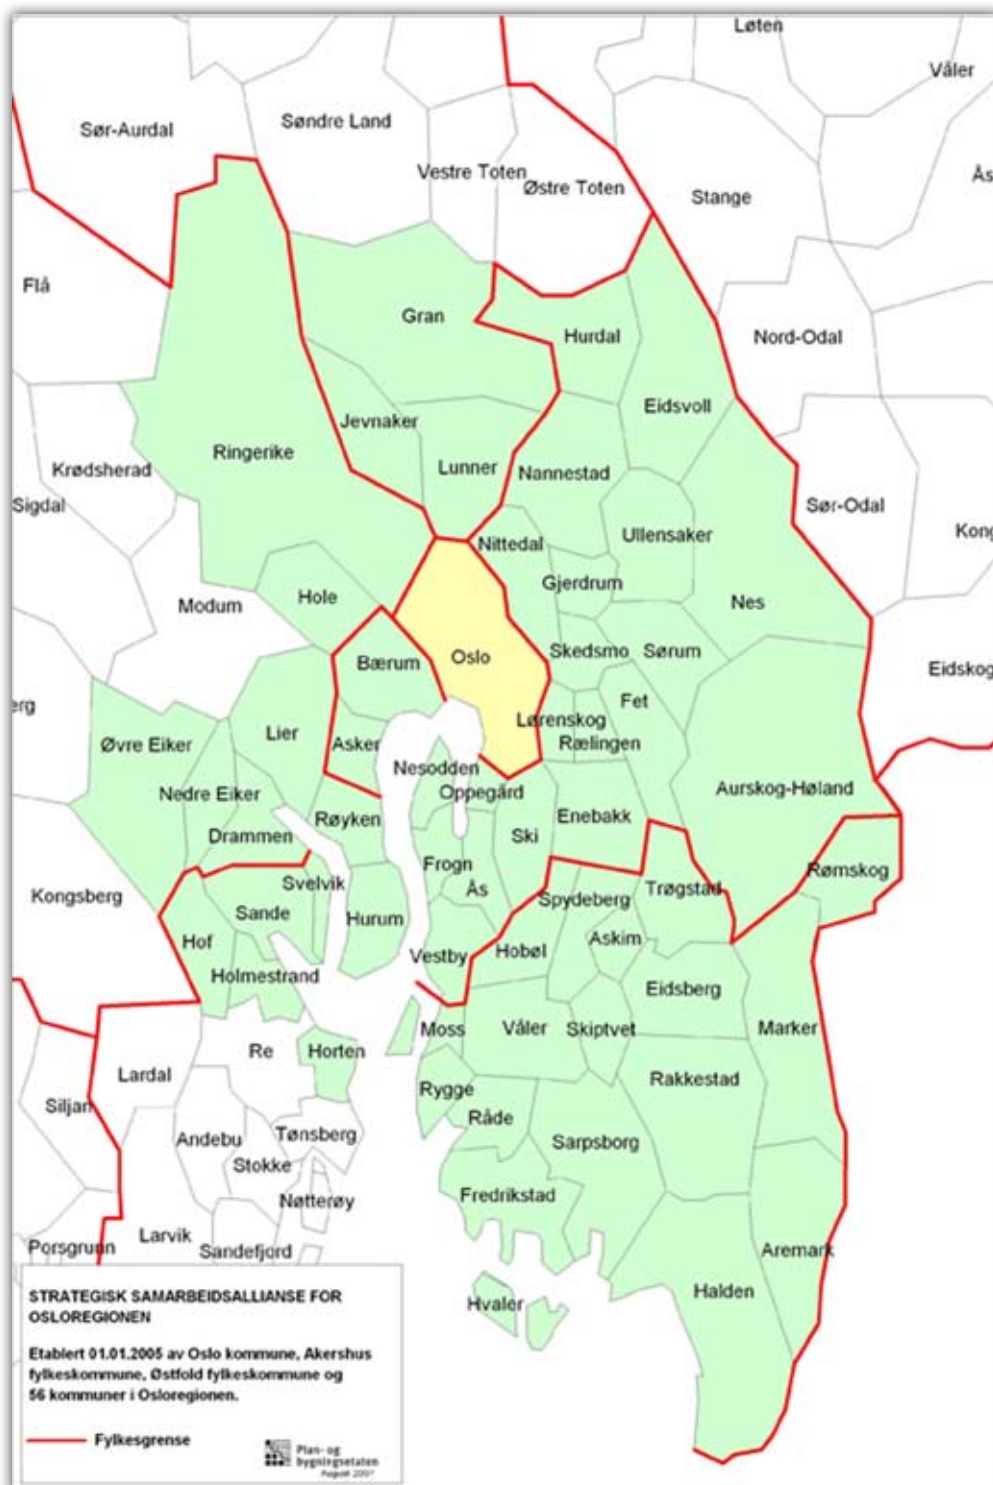 Løten
Våler
Sør-Aurdal
Søndre Land
Vestre Toten
Østre Toten
Ås
Stange
Flå
Gran
Hurdal
Nord-Odal
Jevnaker
Eidsvoll
Ringerike
Krødsherad
Lunner
Nannestad
Sigdal
Sør-Odal
Nittedal
Ullensaker
Kong
Gjerdrum
Modum
Hole
Nes
Bærum
Oslo
Skedsmo
Sørum
Eidskog
erg
Fet
Lørenskog
Øvre Eiker
Lier
Asker
Rælingen
Nesodden
Nedre Eiker
Oppegård
Aurskog-Høland
Røyken
Enebakk
Drammen
Ski
Frogn
Rømskog
Kongsberg
Svelvik
Ås
Trøgstad
Sande
Hurum
Spydeberg
Hof
Askim
Vestby
Hobøl
Holmestrand
Eidsberg
Moss
Våler
Skiptvet
Marker
Re
Horten
Lardal
Rakkestad
Siljan
Rygge
Råde
Andebu
Tønsberg
Sarpsborg
Stokke
Nøtterøy
Fredrikstad
Larvik
Porsgrunn
Sandefjord
Aremark
Halden
Hvaler
STRATEGISK SAMARBEIDSALLIANSE FOR
OSLOREGIONEN
Etablert 01.01.2005 av Oslo kommune, Akershus
fylkeskommune, Østfold fylkeskommune og
56 kommuner i Osloregionen.
Fylkesgrense
Plan- og
bygningsetaten
August 2007